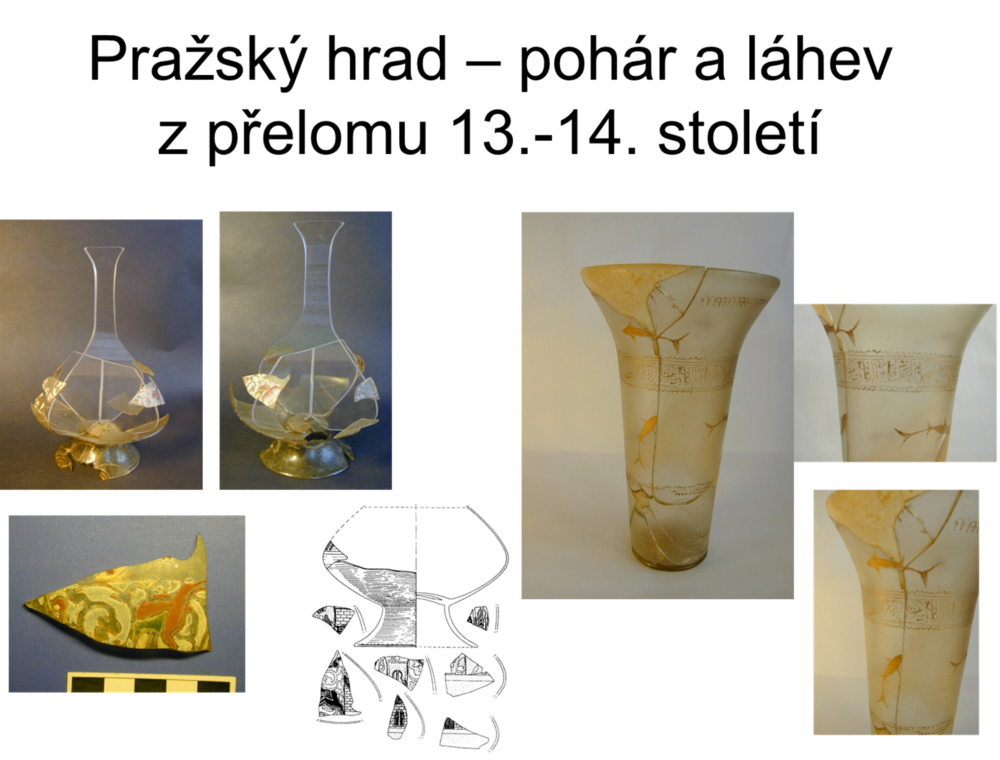 Pražský hrad – pohár a láhev
z přelomu 13.-14. století